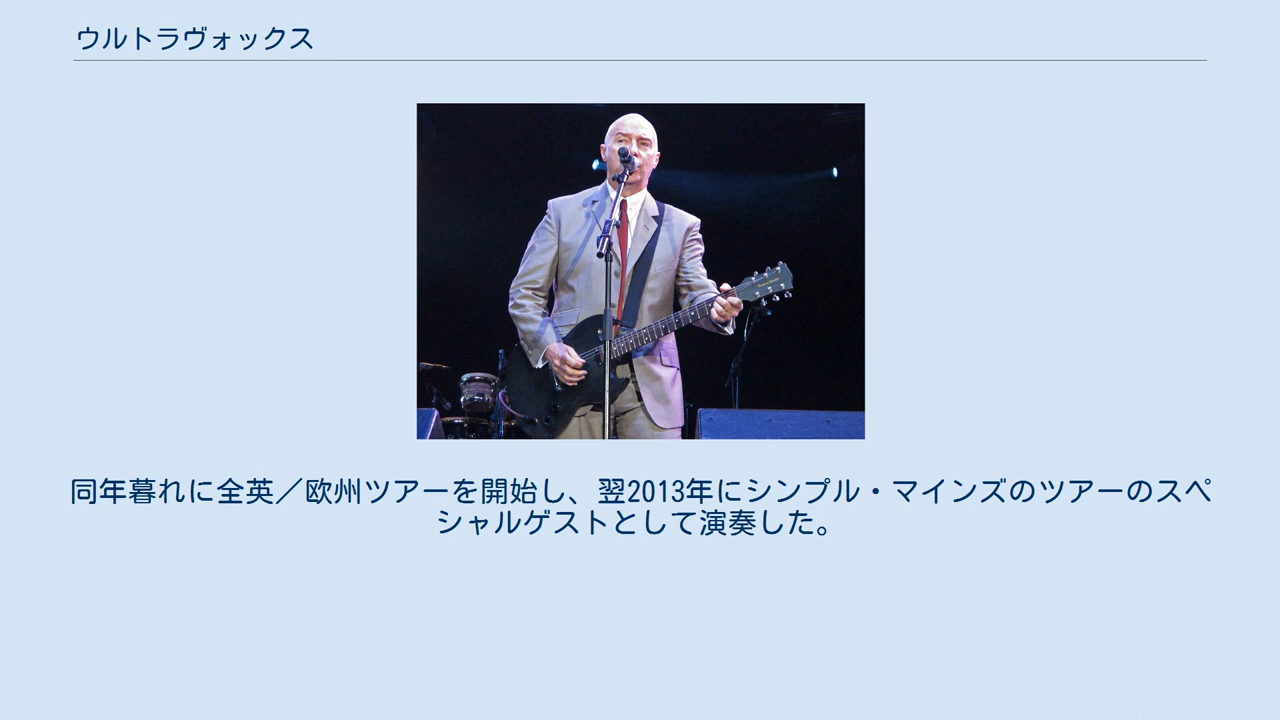 ウルトラヴォックス
同年暮れに全英／欧州ツアーを開始し、翌2013年にシンプル・マインズのツアーのスペ
シャルゲストとして演奏した。